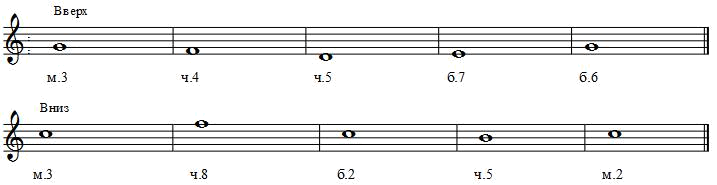 Вверх
м.3 ч.4 ч.5 б.7 б.6
Вниз
м.3 ч.8 б.2 ч.5 м.2